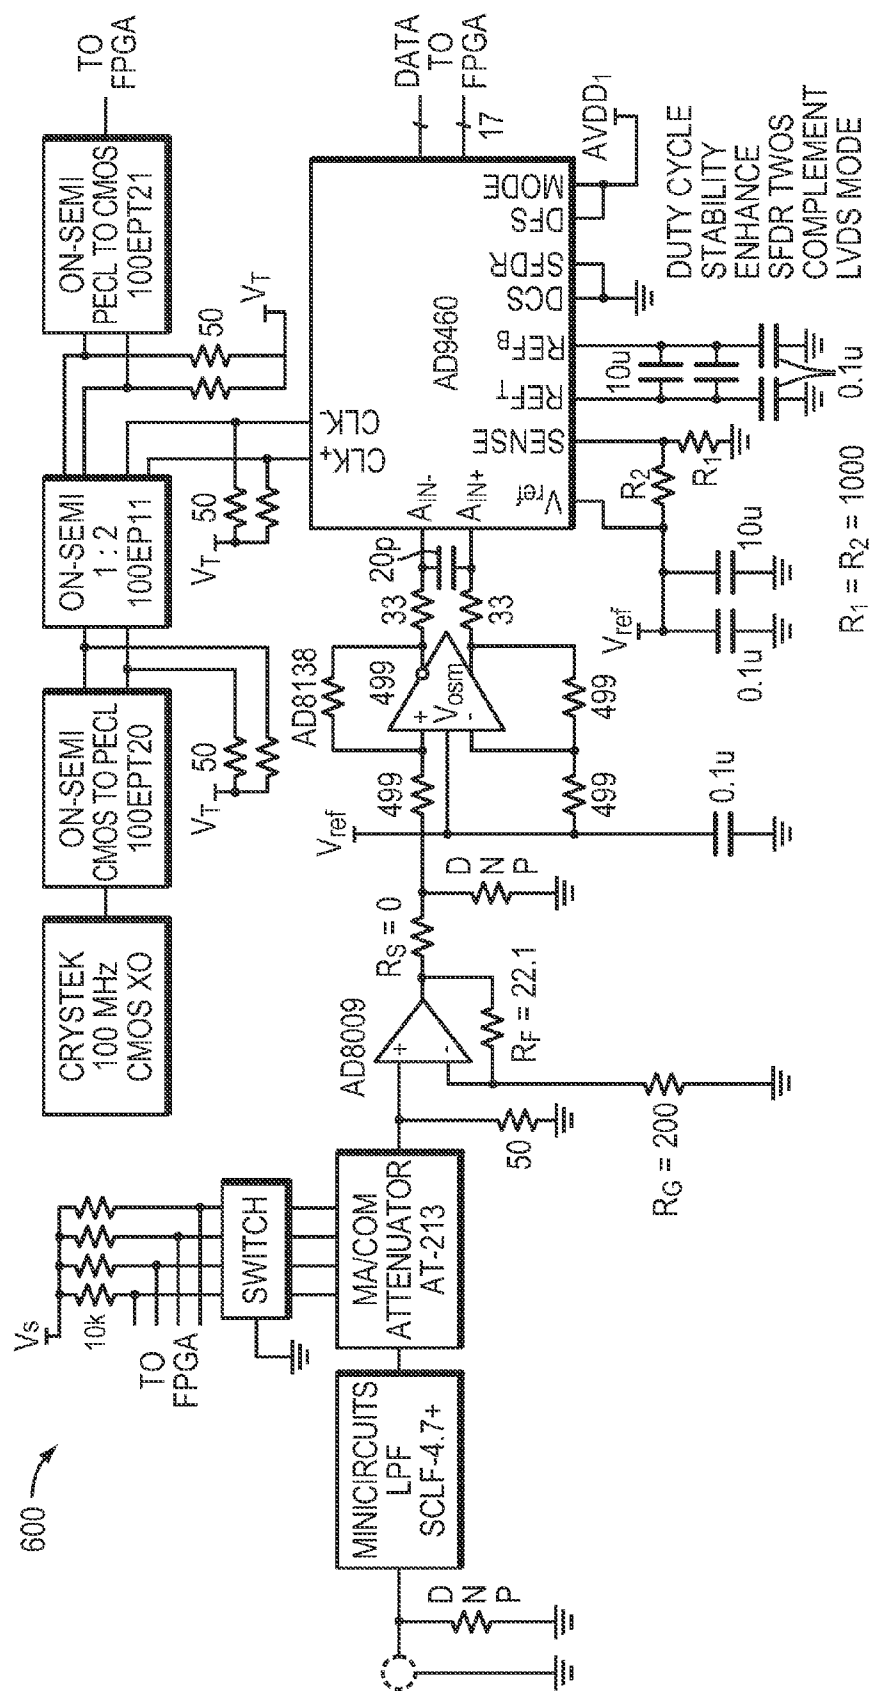 600
CRYSTEK
100 MHz
CMOS XO
ON-SEMI
CMOS TO PECL
100EPT20
ON-SEMI
1 : 2
100EP11
ON-SEMI
PECL TO CMOS
100EPT21
TO
FPGA
VT
50
VT
50
50
VT
Vs
10k
TO
FPGA
SWITCH
MINICIRCUITS
LPF
SCLF-4.7+
MA/COM
ATTENUATOR
AT-213
D
N
P
50
AD8009
+
-
RF = 22.1
RG = 200
RS = 0
D
N
P
Vref
499
AD8138
499
+
Vosm
-
499
499
0.1u
33
20p
33
CLK+
CLK-
AIN-
AIN+
AD9460
Vref
SENSE
REFT
REFB
DCS
SFDR
DFS
MODE
DATA
TO
FPGA
17
AVDD1
Vref
0.1u
10u
R2
R1
10u
0.1u
R1 = R2 = 1000
DUTY CYCLE
STABILITY
ENHANCE
SFDR TWOS
COMPLEMENT
LVDS MODE